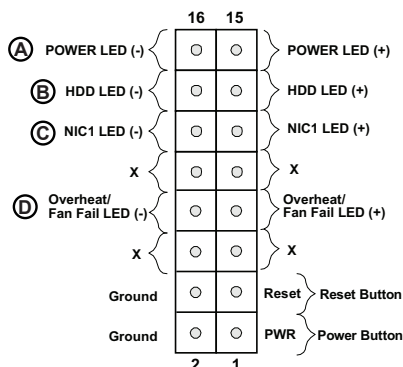 16 15
A POWER LED (-) POWER LED (+)
B HDD LED (-) HDD LED (+)
C NIC1 LED (-) NIC1 LED (+)
X X
D Overheat/ Overheat/
Fan Fail LED (-) Fan Fail LED (+)
X X
Ground Reset Reset Button
Ground PWR Power Button
2 1